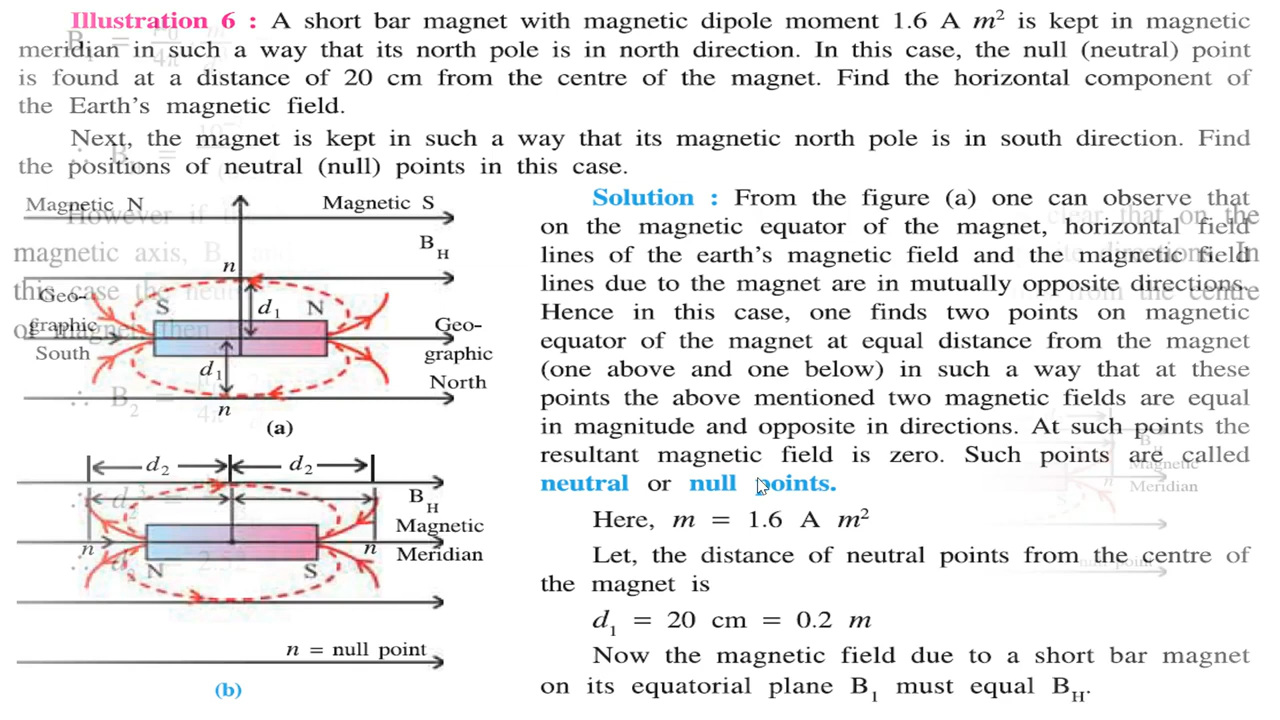 Illustration 6 : A short bar magnet with magnetic dipole moment 1.6 A m² is kept in magnetic
meridian in such a way that its north pole is in north direction. In this case, the null (neutral) point
is found at a distance of 20 cm from the centre of the magnet. Find the horizontal component of
the Earth's magnetic field.
Next, the magnet is kept in such a way that its magnetic north pole is in south direction. Find
the positions of neutral (null) points in this case.
Magnetic N
Magnetic S
B_H
n
Geo-
graphic
South
S
N
d₁
Geo-
graphic
North
d₁
n
(a)
d₂
d₂
B_H
Magnetic
Meridian
n
n
N
S
n = null point
(b)
Solution : From the figure (a) one can observe that
on the magnetic equator of the magnet, horizontal field
lines of the earth's magnetic field and the magnetic field
lines due to the magnet are in mutually opposite directions.
Hence in this case, one finds two points on magnetic
equator of the magnet at equal distance from the magnet
(one above and one below) in such a way that at these
points the above mentioned two magnetic fields are equal
in magnitude and opposite in directions. At such points the
resultant magnetic field is zero. Such points are called
neutral or null points.
Here, m = 1.6 A m²
Let, the distance of neutral points from the centre of
the magnet is
d₁ = 20 cm = 0.2 m
Now the magnetic field due to a short bar magnet
on its equatorial plane B₁ must equal B_H.